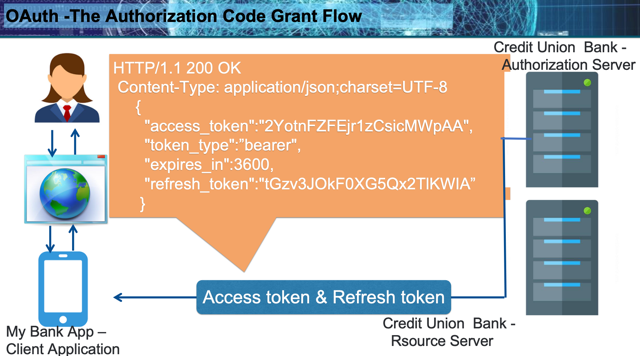 OAuth -The Authorization Code Grant Flow
Credit Union Bank -
Authorization Server
HTTP/1.1 200 OK
Content-Type: application/json;charset=UTF-8
{
"access_token":"2YotnFZFEjr1zCsicMWpAA",
"token_type":"bearer",
"expires_in":3600,
"refresh_token":"tGzv3JOkF0XG5Qx2TlKWIA"
}
Access token & Refresh token
My Bank App –
Client Application
Credit Union Bank -
Rsource Server